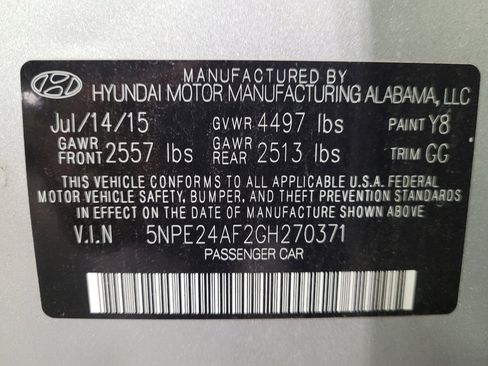 MANUFACTURED BY
HYUNDAI MOTOR MANUFACTURING ALABAMA, LLC
Jul/14/15 GVWR 4497 lbs PAINT Y8
GAWR FRONT 2557 lbs GAWR REAR 2513 lbs TRIM GG
THIS VEHICLE CONFORMS TO ALL APPLICABLE U.S.A. FEDERAL
MOTOR VEHICLE SAFETY, BUMPER, AND THEFT PREVENTION STANDARDS
IN EFFECT ON THE DATE OF MANUFACTURE SHOWN ABOVE
V.I.N 5NPE24AF2GH270371
PASSENGER CAR